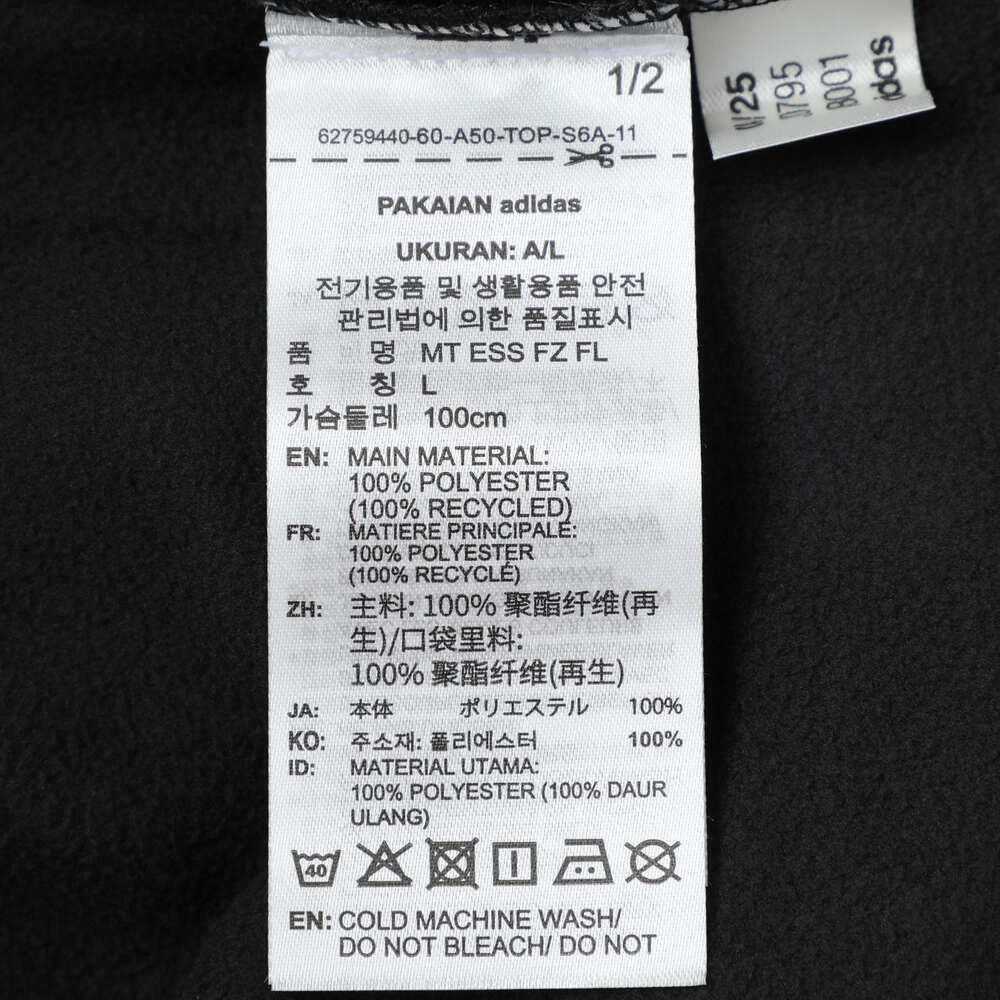 1/2
62759440-60-A50-TOP-S6A-11
PAKAIAN adidas
UKURAN: A/L
전기용품 및 생활용품 안전
관리법에 의한 품질표시
품 명 MT ESS FZ FL
호 칭 L
가슴둘레 100cm
EN: MAIN MATERIAL:
100% POLYESTER
(100% RECYCLED)
FR: MATIERE PRINCIPALE:
100% POLYESTER
(100% RECYCLÉ)
ZH: 主料: 100% 聚酯纤维(再
生)/口袋里料:
100% 聚酯纤维(再生)
JA: 本体 ポリエステル 100%
KO: 주소재: 폴리에스터 100%
ID: MATERIAL UTAMA:
100% POLYESTER (100% DAUR
ULANG)
40
EN: COLD MACHINE WASH/
DO NOT BLEACH/ DO NOT
/25
0795
8001
idas